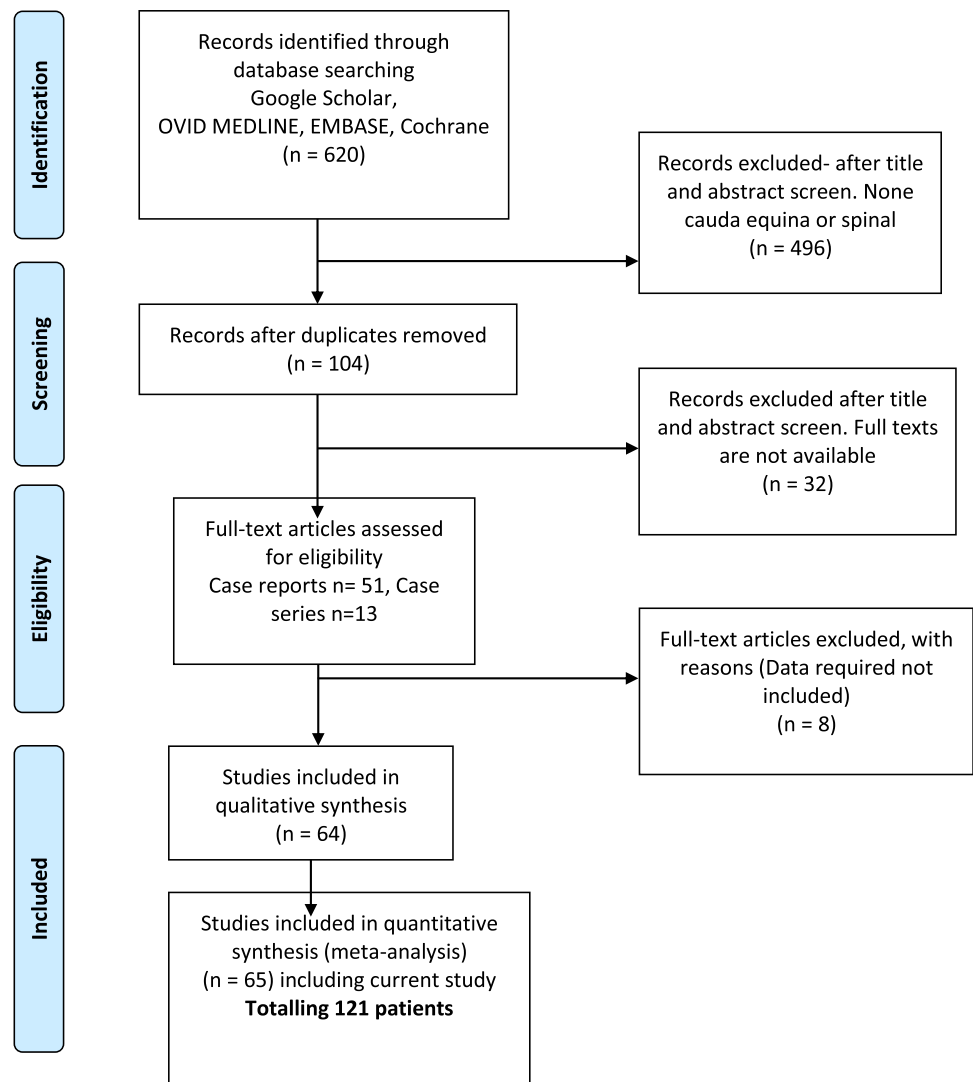 Identification
Records identified through
database searching
Google Scholar,
OVID MEDLINE, EMBASE, Cochrane
(n = 620)
Records excluded- after title
and abstract screen. None
cauda equina or spinal
(n = 496)
Screening
Records after duplicates removed
(n = 104)
Records excluded after title
and abstract screen. Full texts
are not available
(n = 32)
Eligibility
Full-text articles assessed
for eligibility
Case reports n= 51, Case
series n=13
Full-text articles excluded, with
reasons (Data required not
included)
(n = 8)
Included
Studies included in
qualitative synthesis
(n = 64)
Studies included in quantitative
synthesis (meta-analysis)
(n = 65) including current study
Totalling 121 patients